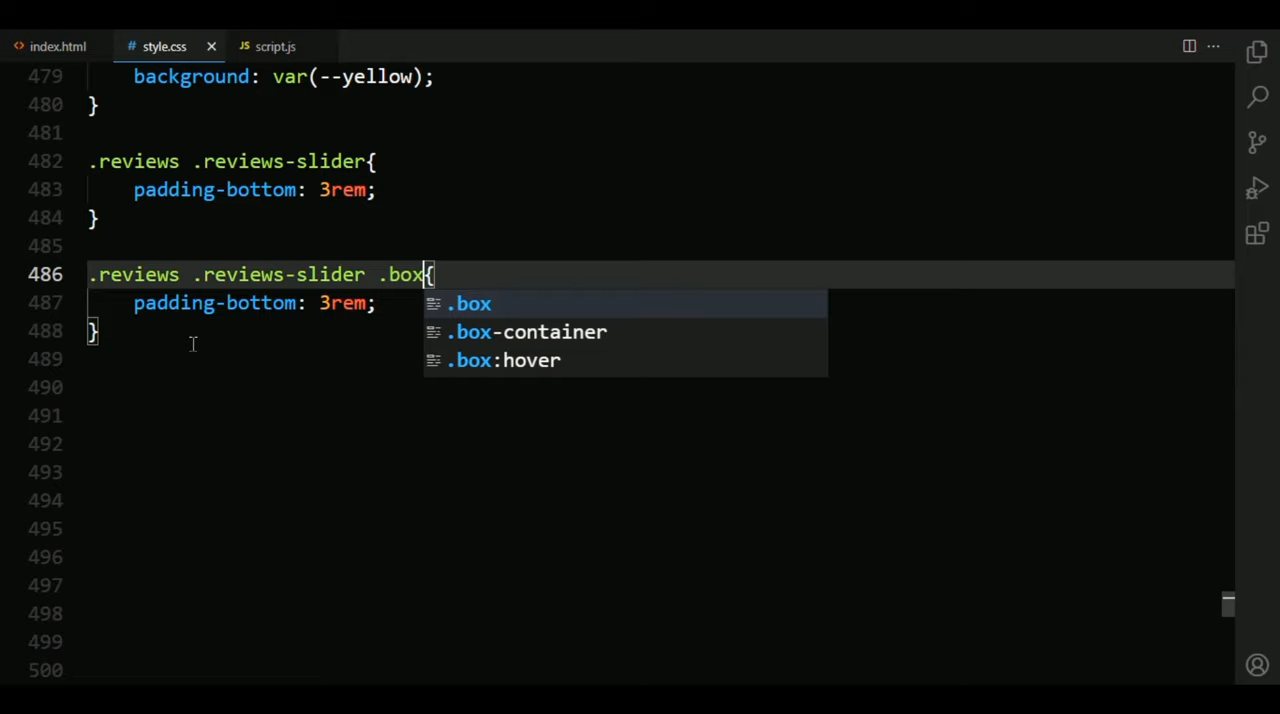 <> index.html # style.css × JS script.js ...
479 background: var(--yellow);
480 }
481
482 .reviews .reviews-slider{
483 padding-bottom: 3rem;
484 }
485
486 .reviews .reviews-slider .box{
487 padding-bottom: 3rem;
.box
488 }
.box-container
489
.box:hover
490
491
492
493
494
495
496
497
498
499
500